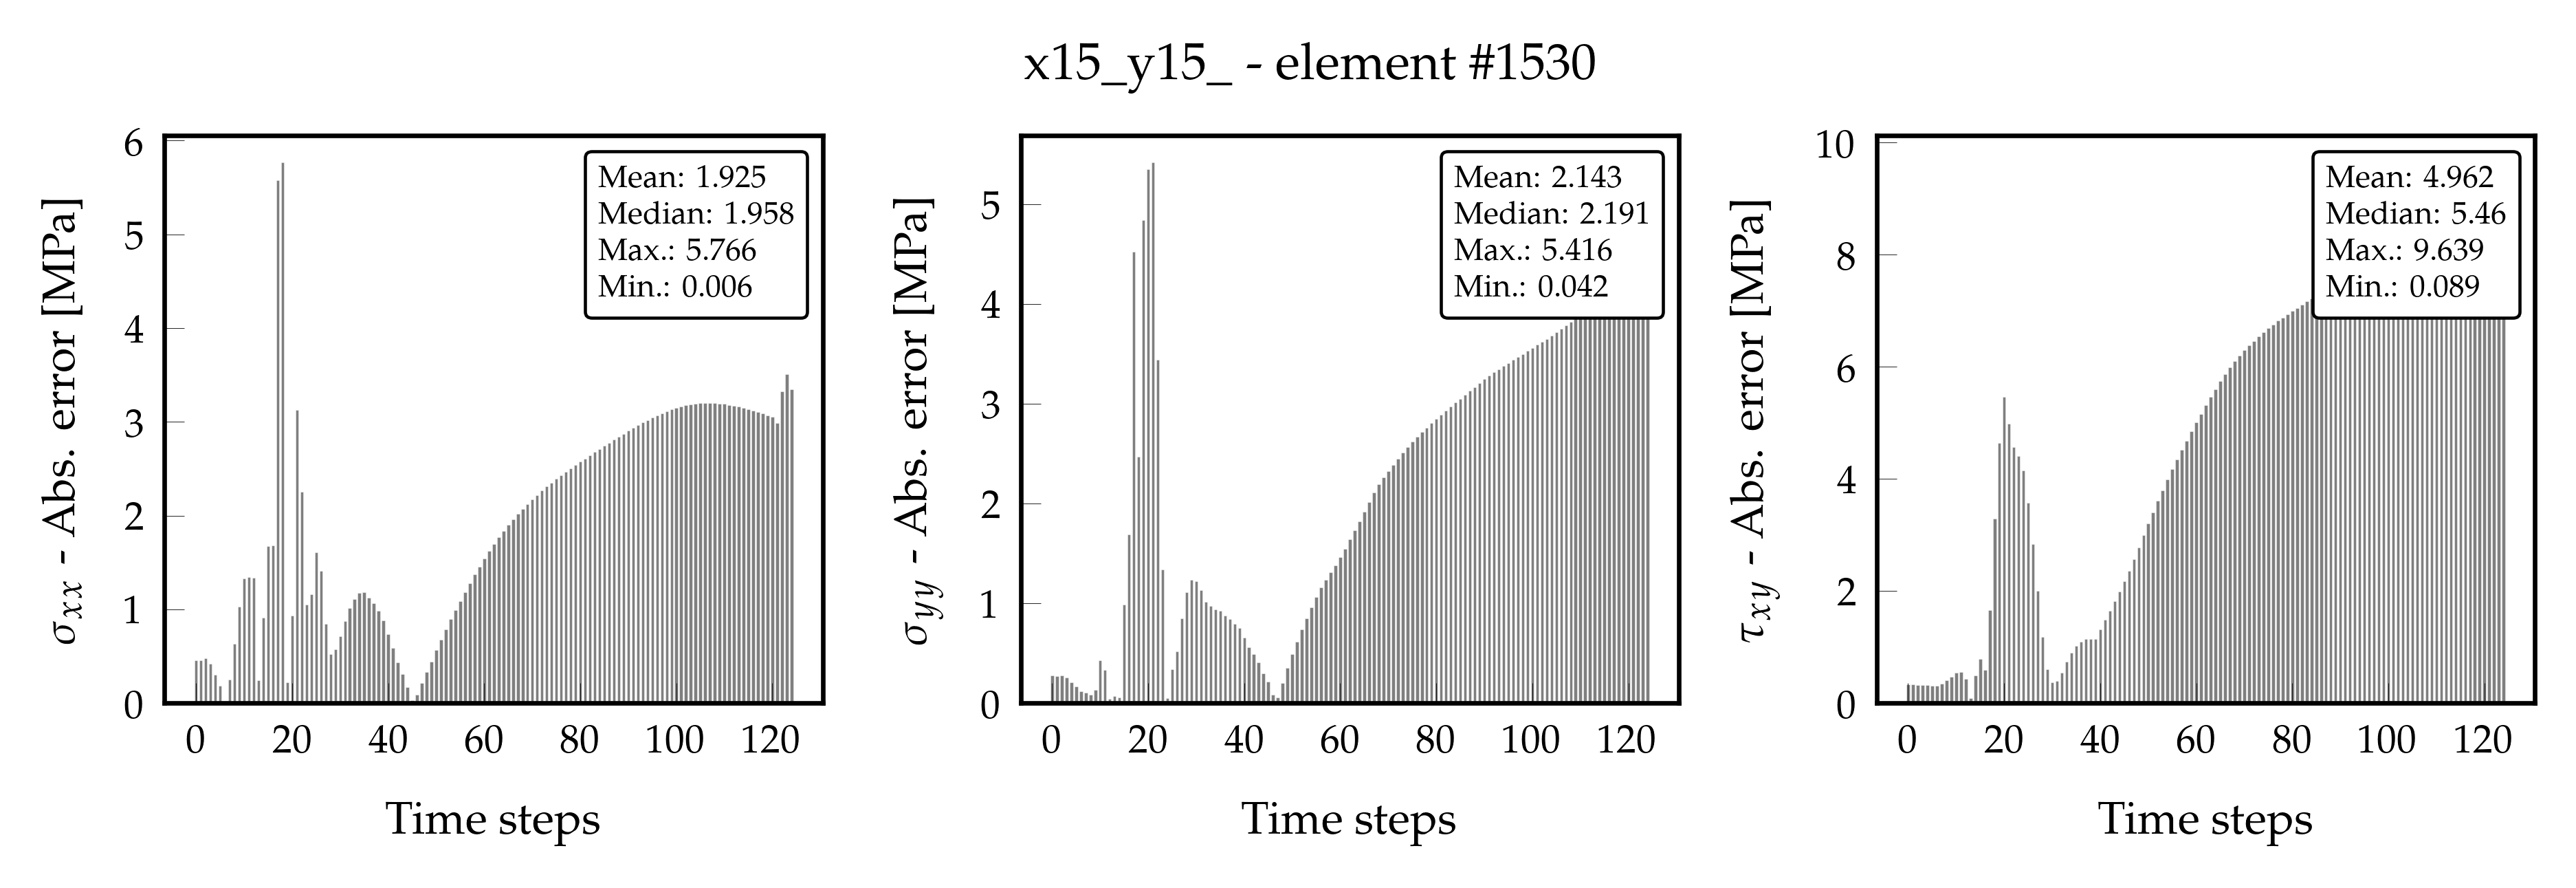 x15_y15_ - element #1530
σxx - Abs. error [MPa]
6
5
4
3
2
1
0
Mean: 1.925
Median: 1.958
Max.: 5.766
Min.: 0.006
0 20 40 60 80 100 120
Time steps
σyy - Abs. error [MPa]
5
4
3
2
1
0
Mean: 2.143
Median: 2.191
Max.: 5.416
Min.: 0.042
0 20 40 60 80 100 120
Time steps
τxy - Abs. error [MPa]
10
8
6
4
2
0
Mean: 4.962
Median: 5.46
Max.: 9.639
Min.: 0.089
0 20 40 60 80 100 120
Time steps